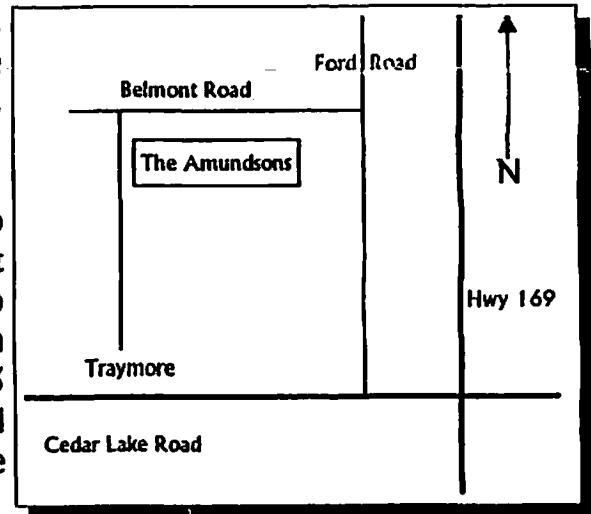 Ford Road
Belmont Road
The Amundsons
N
Hwy 169
Traymore
Cedar Lake Road